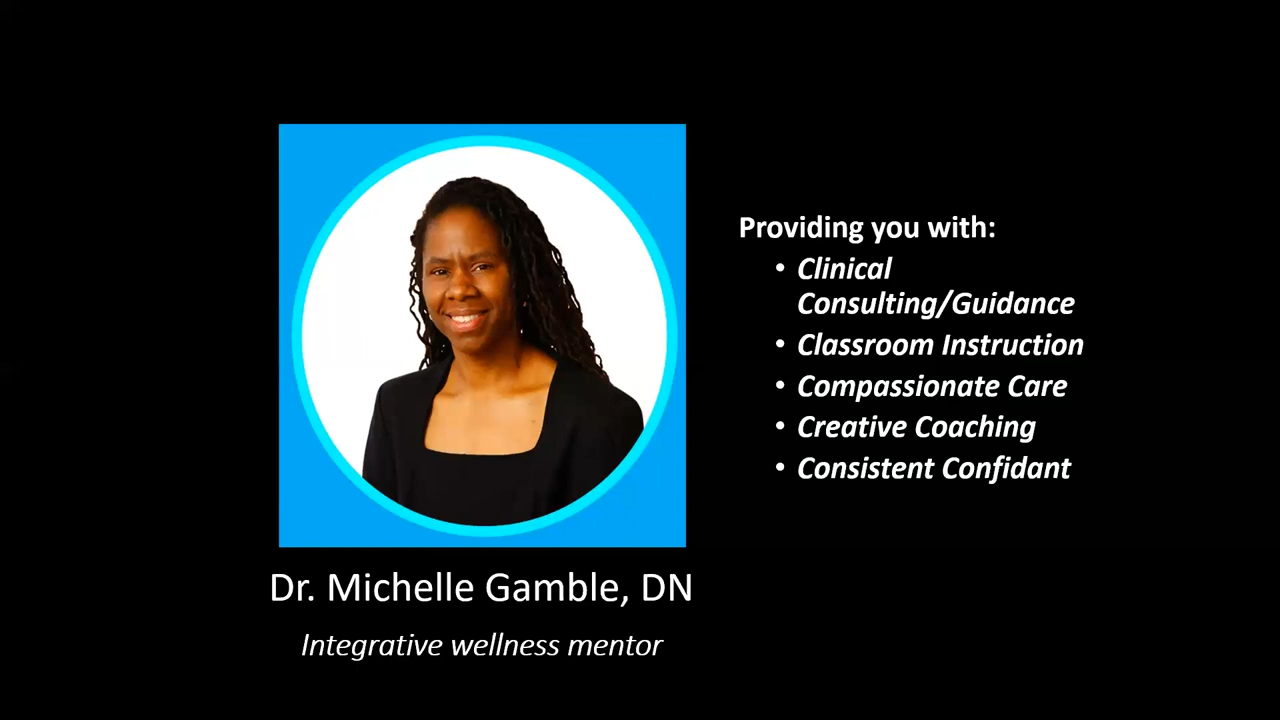 Providing you with:
• Clinical
Consulting/Guidance
• Classroom Instruction
• Compassionate Care
• Creative Coaching
• Consistent Confidant
Dr. Michelle Gamble, DN
Integrative wellness mentor